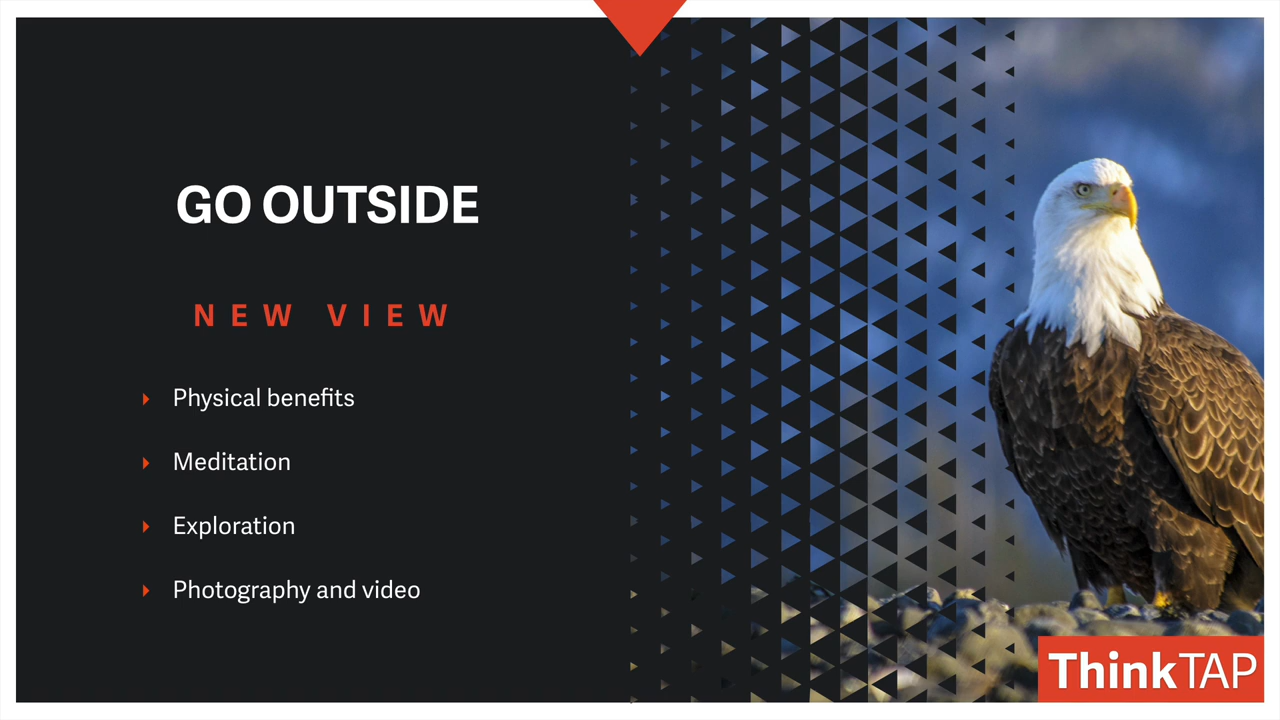 GO OUTSIDE
NEW VIEW
Physical benefits
Meditation
Exploration
Photography and video
ThinkTAP